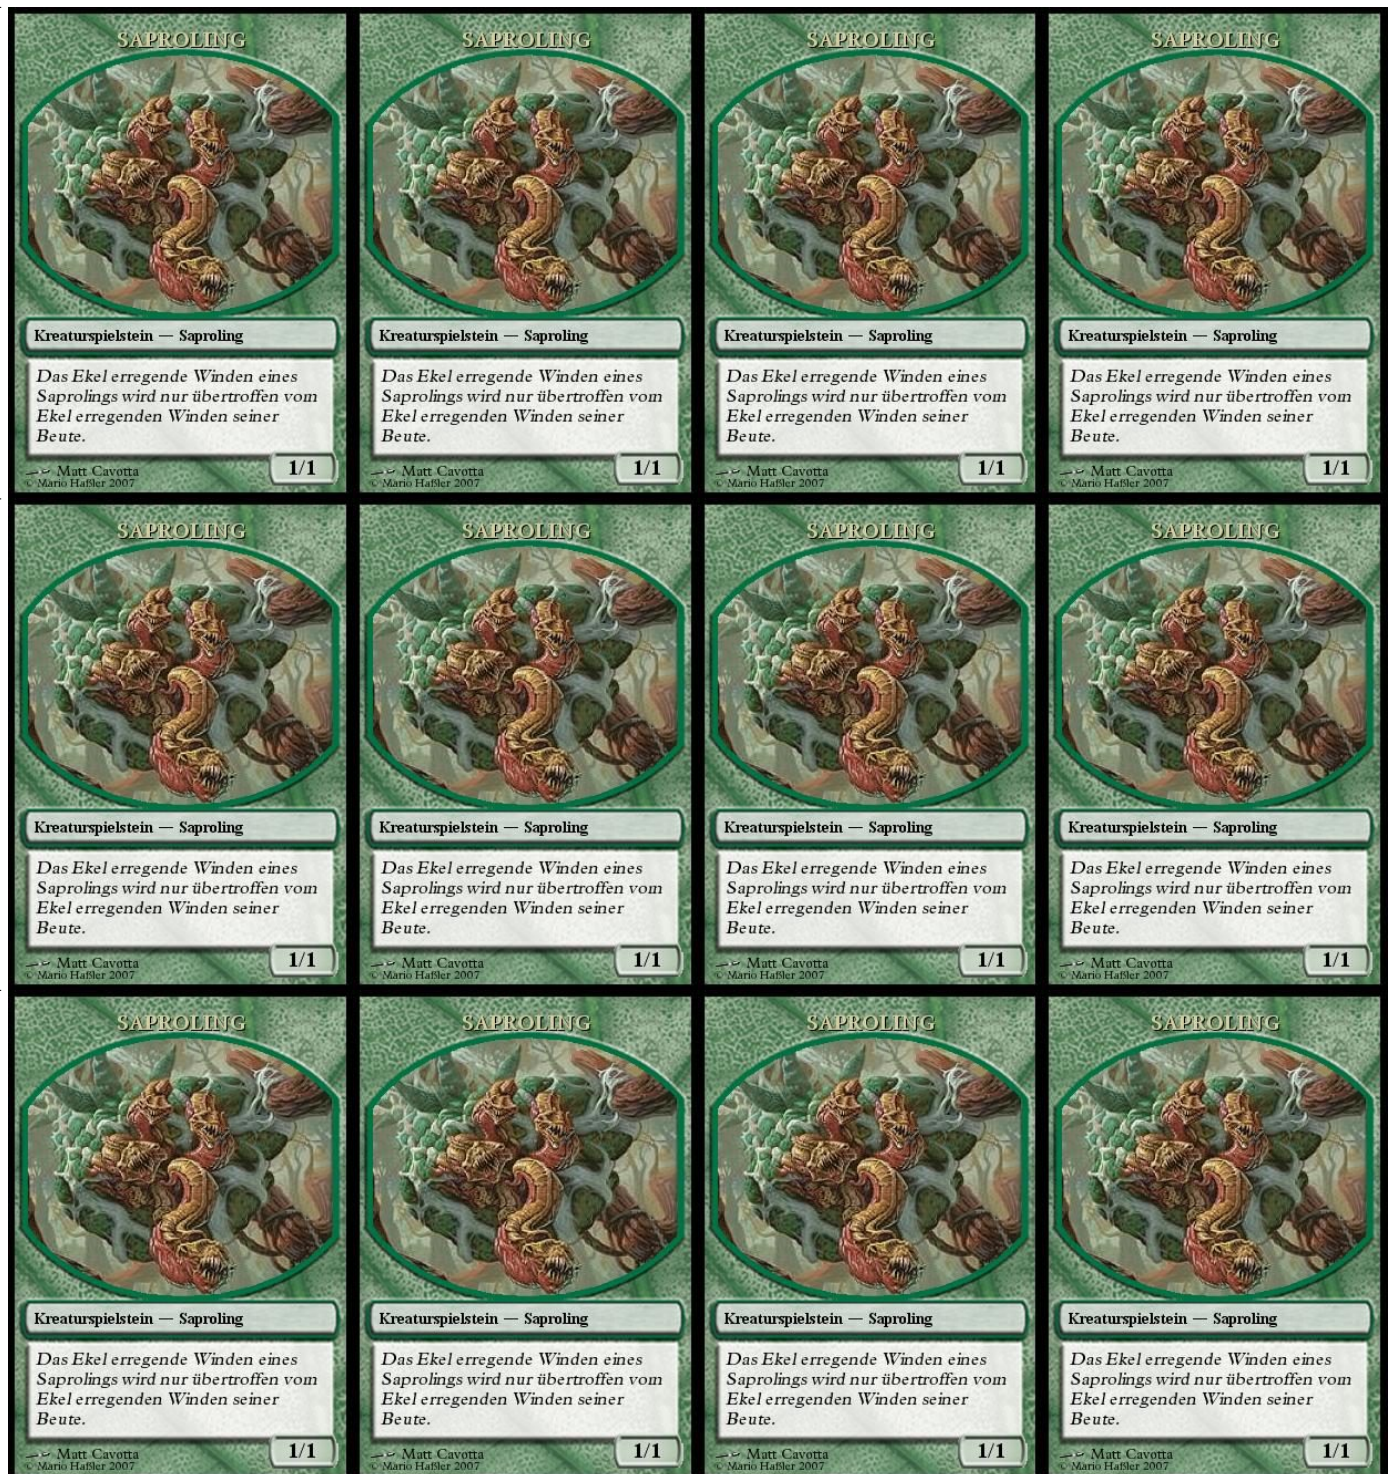 SAPROLING
Kreaturspielstein — Saproling
Das Ekel erregende Winden eines
Saprolings wird nur übertroffen vom
Ekel erregenden Winden seiner
Beute.
Matt Cavotta
1/1
© Mario Haßler 2007
SAPROLING
Kreaturspielstein — Saproling
Das Ekel erregende Winden eines
Saprolings wird nur übertroffen vom
Ekel erregenden Winden seiner
Beute.
Matt Cavotta
1/1
© Mario Haßler 2007
SAPROLING
Kreaturspielstein — Saproling
Das Ekel erregende Winden eines
Saprolings wird nur übertroffen vom
Ekel erregenden Winden seiner
Beute.
Matt Cavotta
1/1
© Mario Haßler 2007
SAPROLING
Kreaturspielstein — Saproling
Das Ekel erregende Winden eines
Saprolings wird nur übertroffen vom
Ekel erregenden Winden seiner
Beute.
Matt Cavotta
1/1
© Mario Haßler 2007
SAPROLING
Kreaturspielstein — Saproling
Das Ekel erregende Winden eines
Saprolings wird nur übertroffen vom
Ekel erregenden Winden seiner
Beute.
Matt Cavotta
1/1
© Mario Haßler 2007
SAPROLING
Kreaturspielstein — Saproling
Das Ekel erregende Winden eines
Saprolings wird nur übertroffen vom
Ekel erregenden Winden seiner
Beute.
Matt Cavotta
1/1
© Mario Haßler 2007
SAPROLING
Kreaturspielstein — Saproling
Das Ekel erregende Winden eines
Saprolings wird nur übertroffen vom
Ekel erregenden Winden seiner
Beute.
Matt Cavotta
1/1
© Mario Haßler 2007
SAPROLING
Kreaturspielstein — Saproling
Das Ekel erregende Winden eines
Saprolings wird nur übertroffen vom
Ekel erregenden Winden seiner
Beute.
Matt Cavotta
1/1
© Mario Haßler 2007
SAPROLING
Kreaturspielstein — Saproling
Das Ekel erregende Winden eines
Saprolings wird nur übertroffen vom
Ekel erregenden Winden seiner
Beute.
Matt Cavotta
1/1
© Mario Haßler 2007
SAPROLING
Kreaturspielstein — Saproling
Das Ekel erregende Winden eines
Saprolings wird nur übertroffen vom
Ekel erregenden Winden seiner
Beute.
Matt Cavotta
1/1
© Mario Haßler 2007
SAPROLING
Kreaturspielstein — Saproling
Das Ekel erregende Winden eines
Saprolings wird nur übertroffen vom
Ekel erregenden Winden seiner
Beute.
Matt Cavotta
1/1
© Mario Haßler 2007
SAPROLING
Kreaturspielstein — Saproling
Das Ekel erregende Winden eines
Saprolings wird nur übertroffen vom
Ekel erregenden Winden seiner
Beute.
Matt Cavotta
1/1
© Mario Haßler 2007